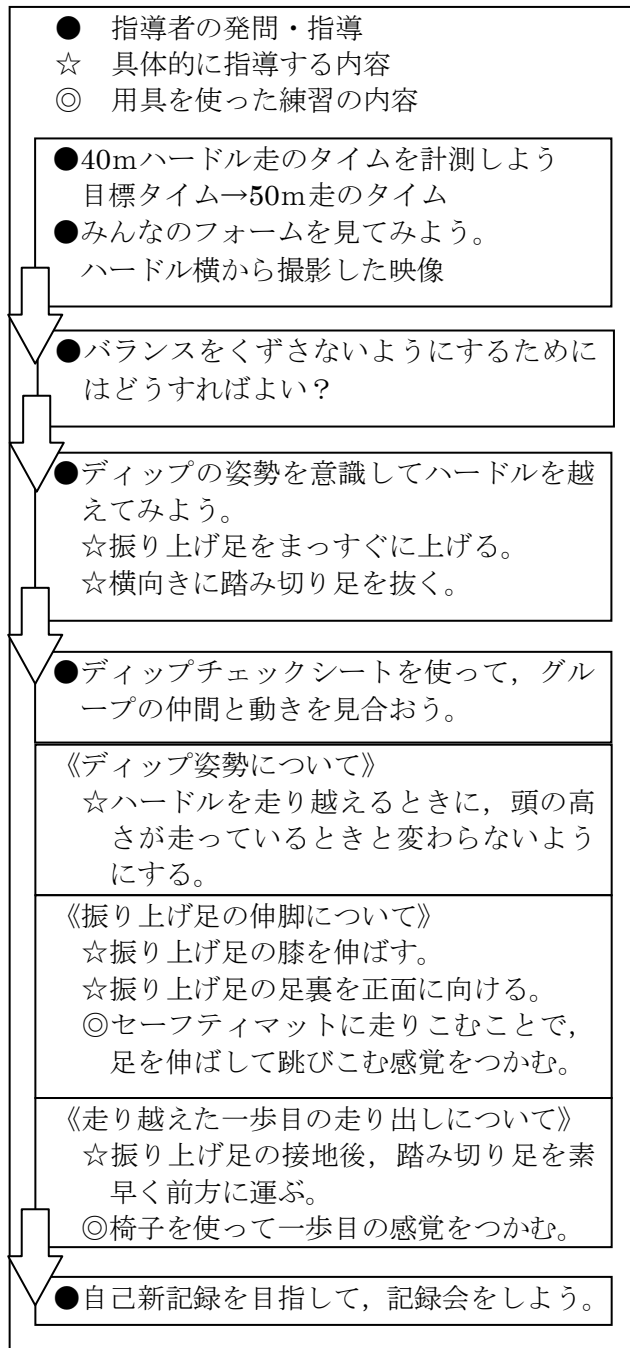 ● 指導者の発問・指導
☆ 具体的に指導する内容
◎ 用具を使った練習の内容
●40mハードル走のタイムを計測しよう
目標タイム→50m走のタイム
●みんなのフォームを見てみよう。
ハードル横から撮影した映像
●バランスをくずさないようにするために
はどうすればよい?
●ディップの姿勢を意識してハードルを越
えてみよう。
☆振り上げ足をまっすぐに上げる。
☆横向きに踏み切り足を抜く。
●ディップチェックシートを使って，グル
ープの仲間と動きを見合おう。
《ディップ姿勢について》
☆ハードルを走り越えるときに，頭の高
さが走っているときと変わらないよう
にする。
《振り上げ足の伸脚について》
☆振り上げ足の膝を伸ばす。
☆振り上げ足の足裏を正面に向ける。
◎セーフティマットに走りこむことで，
足を伸ばして跳びこむ感覚をつかむ。
《走り越えた一歩目の走り出しについて》
☆振り上げ足の接地後，踏み切り足を素
早く前方に運ぶ。
◎椅子を使って一歩目の感覚をつかむ。
●自己新記録を目指して，記録会をしよう。